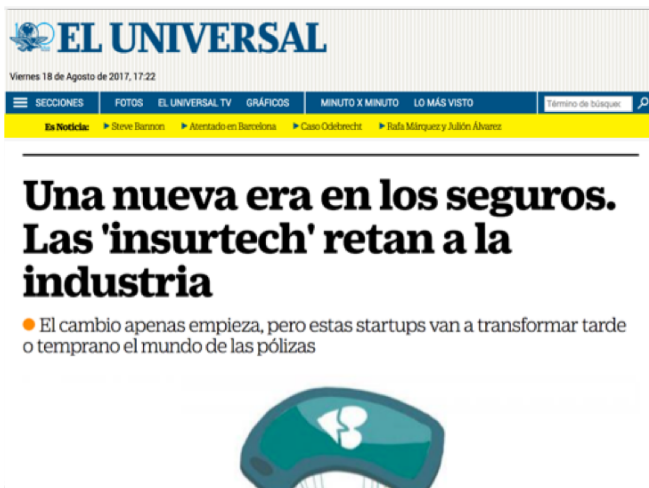 EL UNIVERSAL
Viernes 18 de Agosto de 2017, 17:22
SECCIONES FOTOS EL UNIVERSAL TV GRÁFICOS MINUTO X MINUTO LO MÁS VISTO Término de búsquec
Es Noticia: Steve Bannon Atentado en Barcelona Caso Odebrecht Rafa Márquez y Julión Álvarez
Una nueva era en los seguros.
Las 'insurtech' retan a la
industria
El cambio apenas empieza, pero estas startups van a transformar tarde
o temprano el mundo de las pólizas